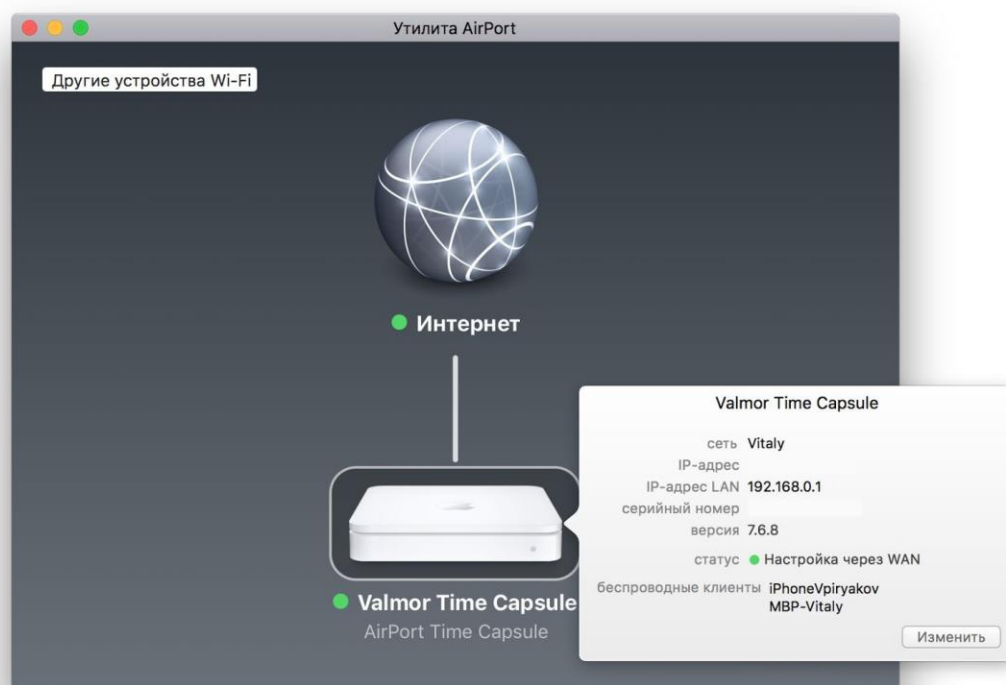 Утилита AirPort
Другие устройства Wi-Fi
Интернет
Valmor Time Capsule
AirPort Time Capsule
Valmor Time Capsule
сеть Vitaly
IP-адрес
IP-адрес LAN 192.168.0.1
серийный номер
версия 7.6.8
статус Настройка через WAN
беспроводные клиенты iPhoneVpiryakov
MBP-Vitaly
Изменить